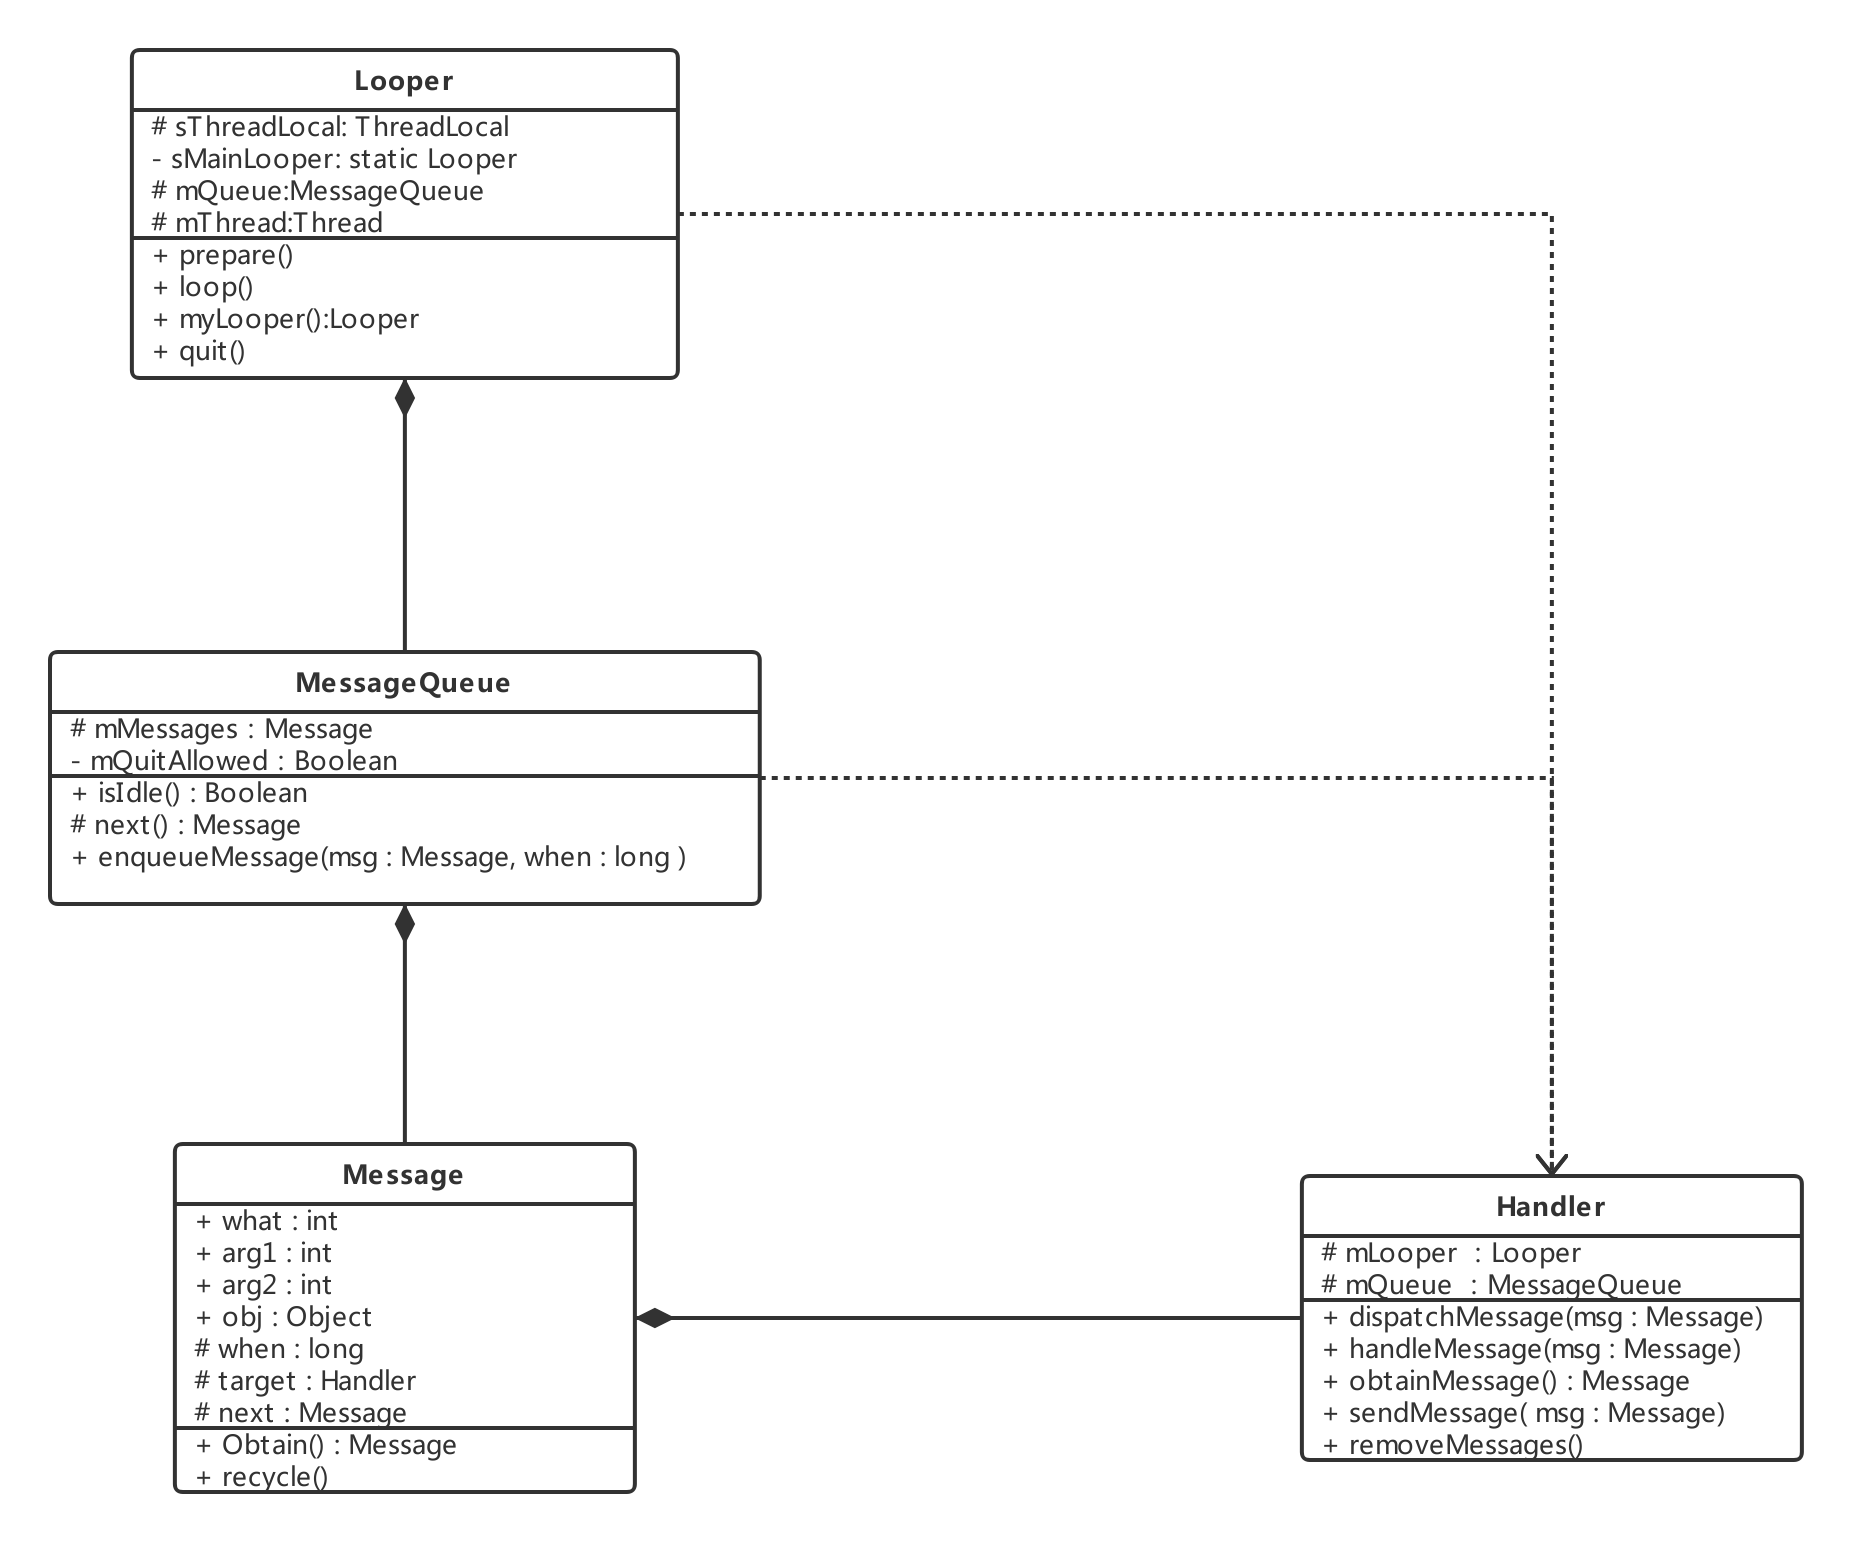 Looper
# sThreadLocal: ThreadLocal
- sMainLooper: static Looper
# mQueue:MessageQueue
# mThread:Thread
+ prepare()
+ loop()
+ myLooper():Looper
+ quit()
MessageQueue
# mMessages : Message
- mQuitAllowed : Boolean
+ isIdle() : Boolean
# next() : Message
+ enqueueMessage(msg : Message, when : long )
Message
+ what : int
+ arg1 : int
+ arg2 : int
+ obj : Object
# when : long
# target : Handler
# next : Message
+ Obtain() : Message
+ recycle()
Handler
# mLooper  : Looper
# mQueue  : MessageQueue
+ dispatchMessage(msg : Message)
+ handleMessage(msg : Message)
+ obtainMessage() : Message
+ sendMessage( msg : Message)
+ removeMessages()